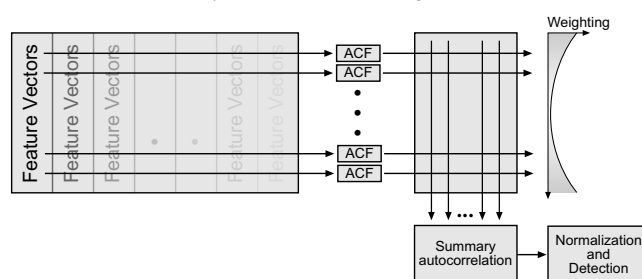 Weighting
Feature Vectors
Feature Vectors
Feature Vectors
Feature Vectors
Feature Vectors
ACF
ACF
ACF
ACF
Summary
autocorrelation
Normalization
and
Detection